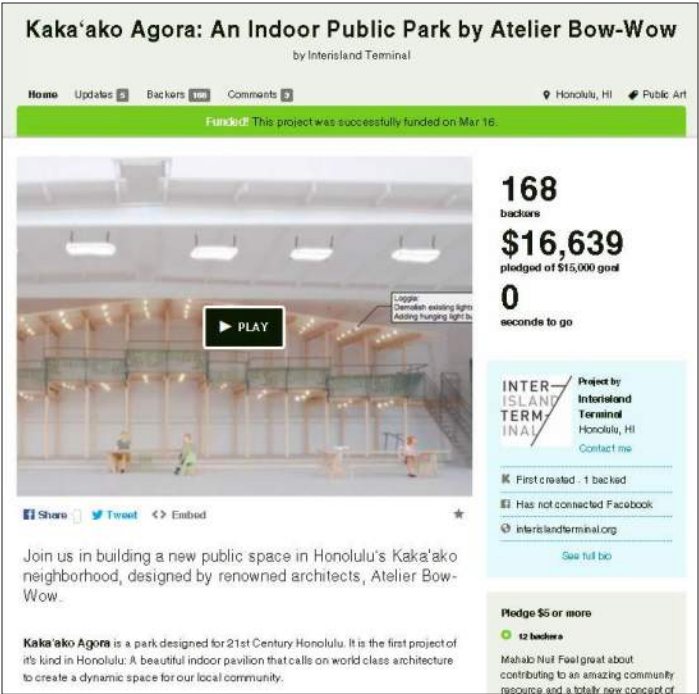 Kaka‘ako Agora: An Indoor Public Park by Atelier Bow-Wow
by Interisland Terminal
Home Updates 5 Backers 168 Comments 3
Honolulu, HI Public Art
Funded! This project was successfully funded on Mar 16.
Loggia:
Demolish existing lights
Adding hunging light bu
PLAY
Share Tweet <> Embed
Join us in building a new public space in Honolulu's Kaka'ako
neighborhood, designed by renowned architects, Atelier Bow-
Wow.
Kaka'ako Agora is a park designed for 21st Century Honolulu. It is the first project of
it's kind in Honolulu: A beautiful indoor pavilion that calls on world class architecture
to create a dynamic space for our local community.
168
backers
$16,639
pledged of $15,000 goal
0
seconds to go
INTER
ISLAND
TERM
INAL
Project by
Interisland
Terminal
Honolulu, HI
Contact me
First created · 1 backed
Has not connected Facebook
interislandterminal.org
See full bio
Pledge $5 or more
12 backers
Mahalo Nui! Feel great about
contributing to an amazing community
resource and a totally new concept of